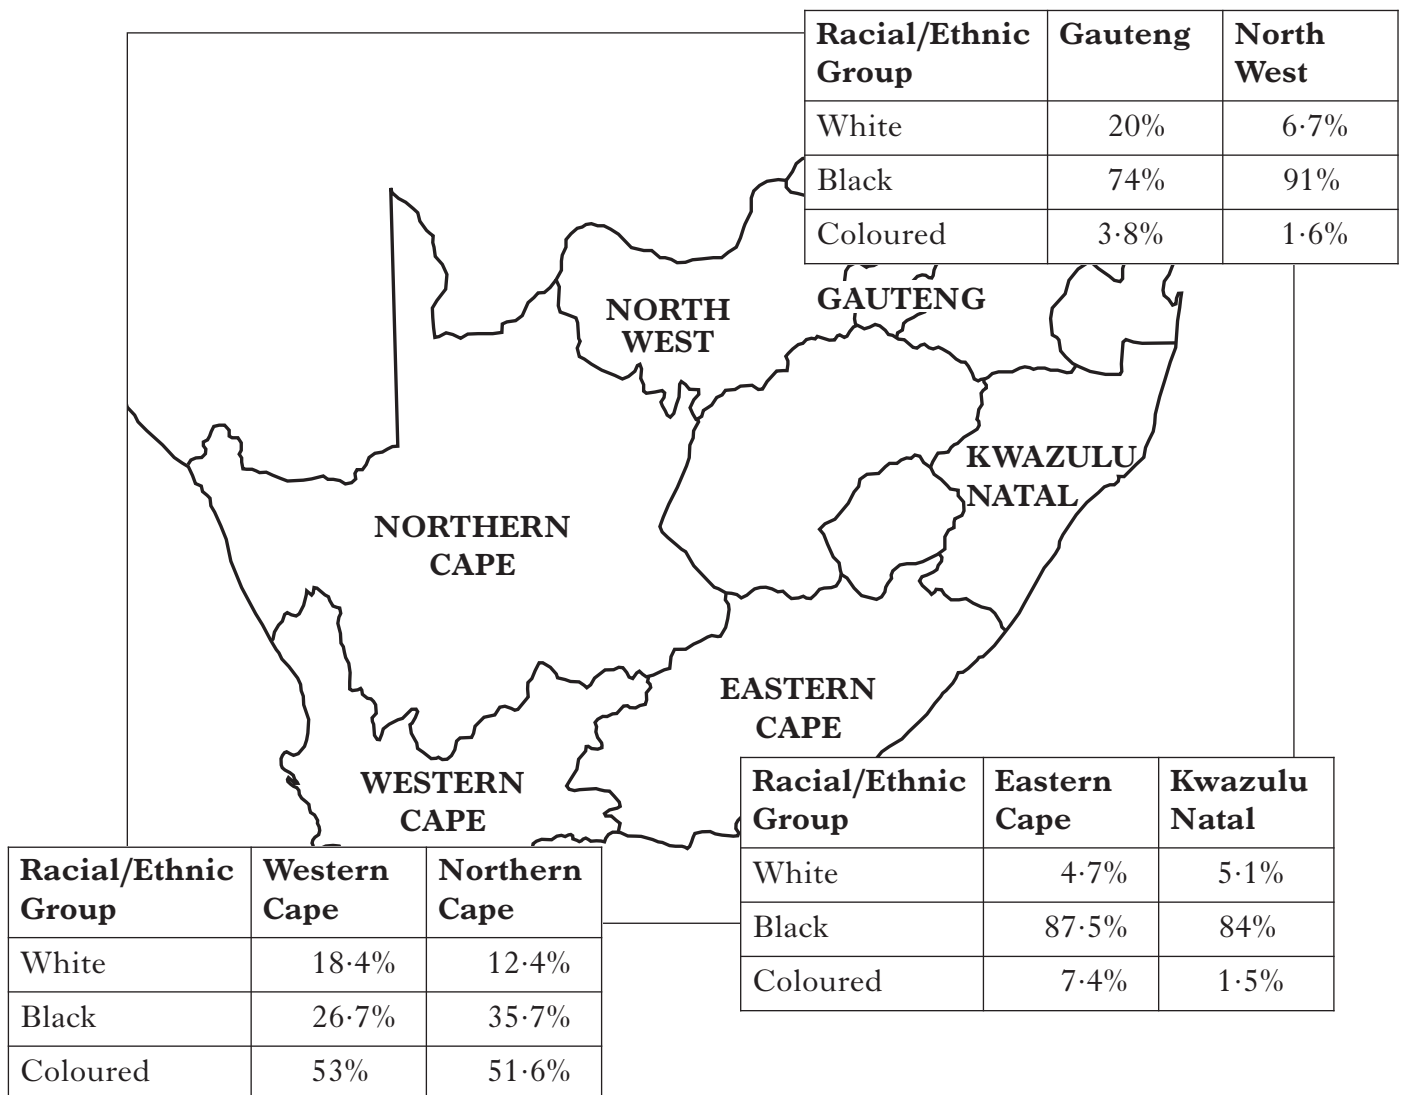 Racial/Ethnic Group | Gauteng | North West
White | 20% | 6·7%
Black | 74% | 91%
Coloured | 3·8% | 1·6%
NORTH
WEST
GAUTENG
KWAZULU
NATAL
NORTHERN
CAPE
EASTERN
CAPE
WESTERN
CAPE
Racial/Ethnic Group | Eastern Cape | Kwazulu Natal
White | 4·7% | 5·1%
Black | 87·5% | 84%
Coloured | 7·4% | 1·5%
Racial/Ethnic Group | Western Cape | Northern Cape
White | 18·4% | 12·4%
Black | 26·7% | 35·7%
Coloured | 53% | 51·6%